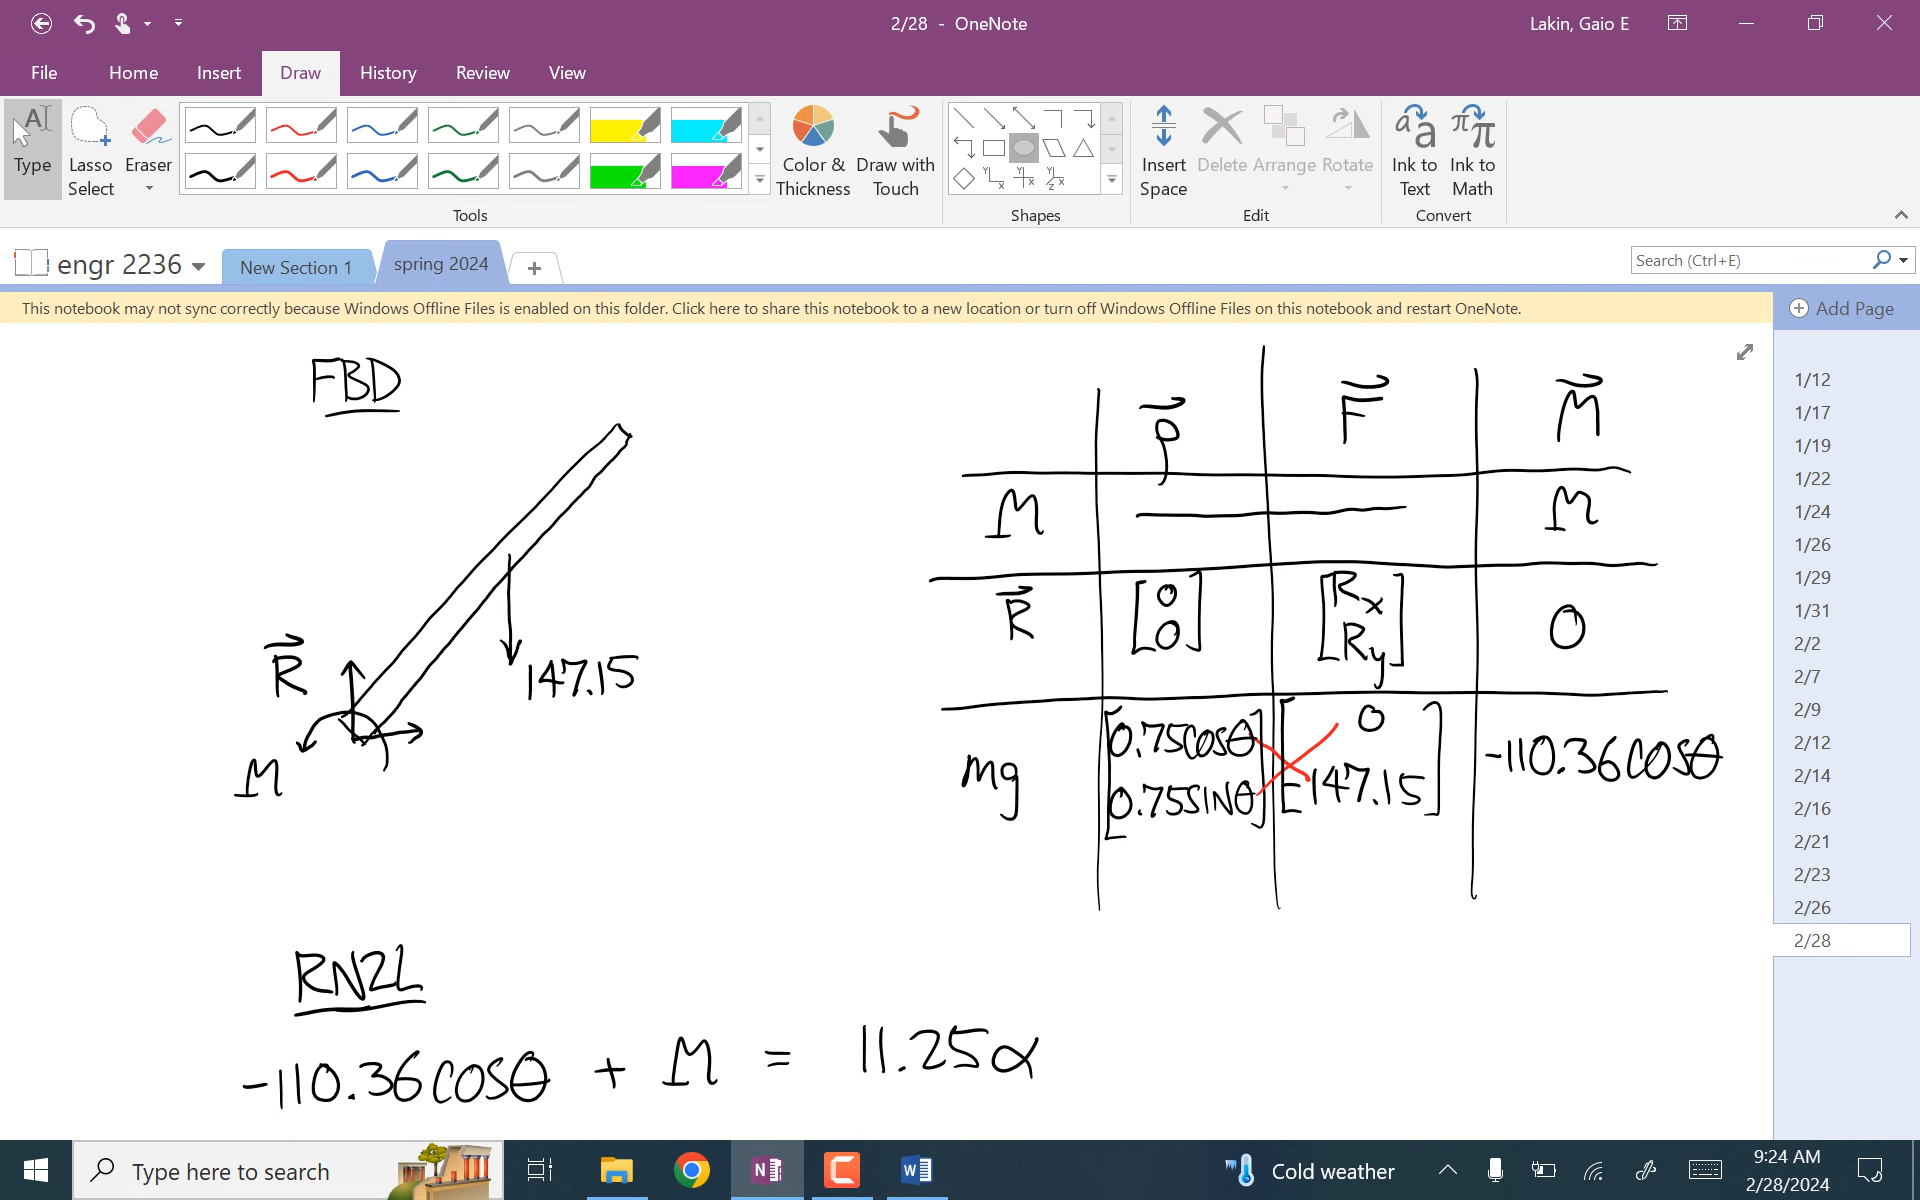 2/28 - OneNote
Lakin, Gaio E
File Home Insert Draw History Review View
Type
Lasso Select
Eraser
Color & Thickness
Draw with Touch
Insert Space
Delete
Arrange
Rotate
Ink to Text
Ink to Math
Tools
Shapes
Edit
Convert
engr 2236
New Section 1
spring 2024
Search (Ctrl+E)
This notebook may not sync correctly because Windows Offline Files is enabled on this folder. Click here to share this notebook to a new location or turn off Windows Offline Files on this notebook and restart OneNote.
Add Page
1/12
1/17
1/19
1/22
1/24
1/26
1/29
1/31
2/2
2/7
2/9
2/12
2/14
2/16
2/21
2/23
2/26
2/28
FBD
R
M
147.15
p F M
M M
R [0 0] [Rx Ry] 0
mg [0.75cosθ 0.75sinθ] [0 -147.15] -110.36cosθ
RN2L
-110.36cosθ + M = 11.25α
Type here to search
Cold weather
9:24 AM
2/28/2024